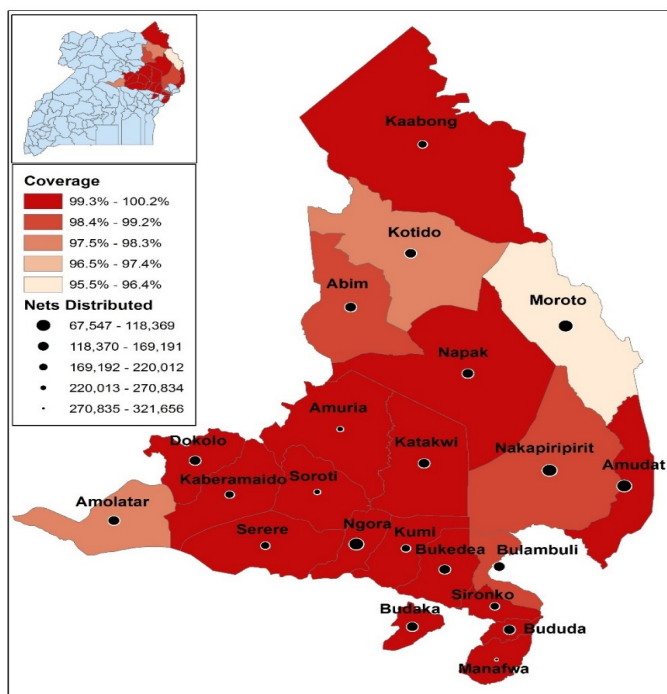 Coverage
99.3% - 100.2%
98.4% - 99.2%
97.5% - 98.3%
96.5% - 97.4%
95.5% - 96.4%
Nets Distributed
67,547 - 118,369
118,370 - 169,191
169,192 - 220,012
220,013 - 270,834
270,835 - 321,656
Kaabong
Kotido
Abim
Moroto
Napak
Amuria
Dokolo
Katakwi
Nakapiripirit
Amudat
Kaberamaido
Soroti
Amolatar
Serere
Ngora
Kumi
Bukedea
Bulambuli
Sironko
Budaka
Bududa
Manafwa